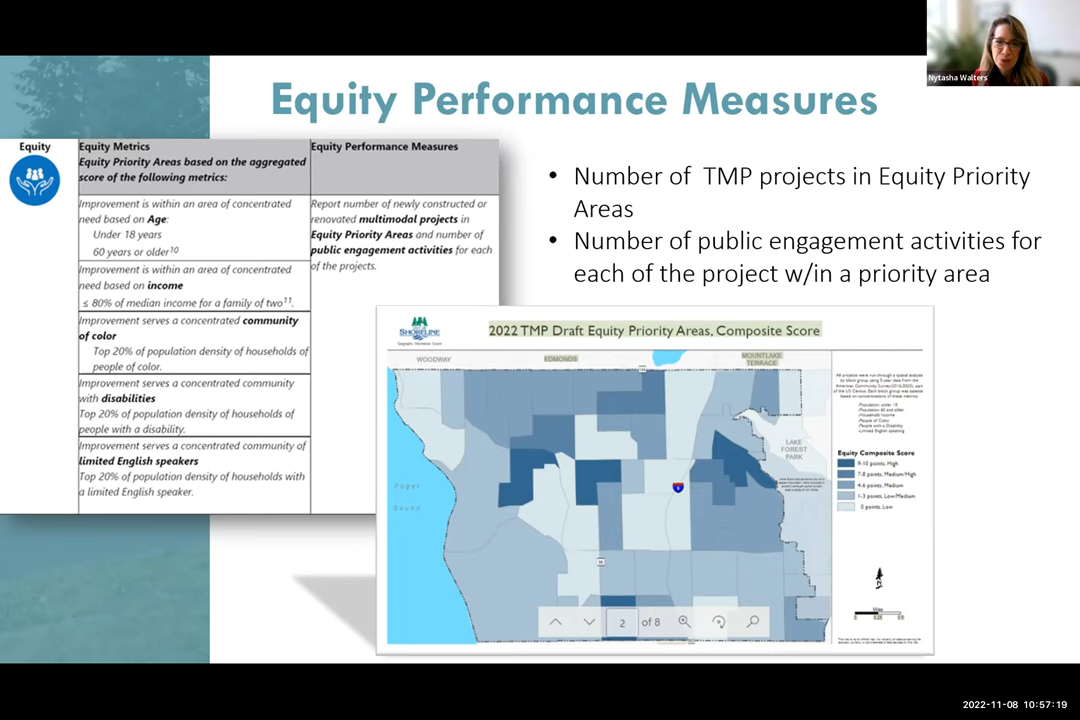 Nytasha Walters
Equity Performance Measures
Equity
Equity Metrics
Equity Priority Areas based on the aggregated
score of the following metrics:
Equity Performance Measures
Improvement is within an area of concentrated
need based on Age:
Under 18 years
60 years or older10
Improvement is within an area of concentrated
need based on income
≤ 80% of median income for a family of two11.
Improvement serves a concentrated community
of color
Top 20% of population density of households of
people of color.
Improvement serves a concentrated community
with disabilities
Top 20% of population density of households of
people with a disability.
Improvement serves a concentrated community of
limited English speakers
Top 20% of population density of households with
a limited English speaker.
Report number of newly constructed or
renovated multimodal projects in
Equity Priority Areas and number of
public engagement activities for each
of the projects.
• Number of TMP projects in Equity Priority
Areas
• Number of public engagement activities for
each of the project w/in a priority area
SHORELINE
2022 TMP Draft Equity Priority Areas, Composite Score
WOODWAY
EDMONDS
MOUNTLAKE
TERRACE
LAKE
FOREST
PARK
Puget
Sound
Equity Composite Score
9-10 points, High
7-8 points, Medium/High
4-6 points, Medium
1-3 points, Low/Medium
0 points, Low
Miles
2 of 8
2022-11-08 10:57:19